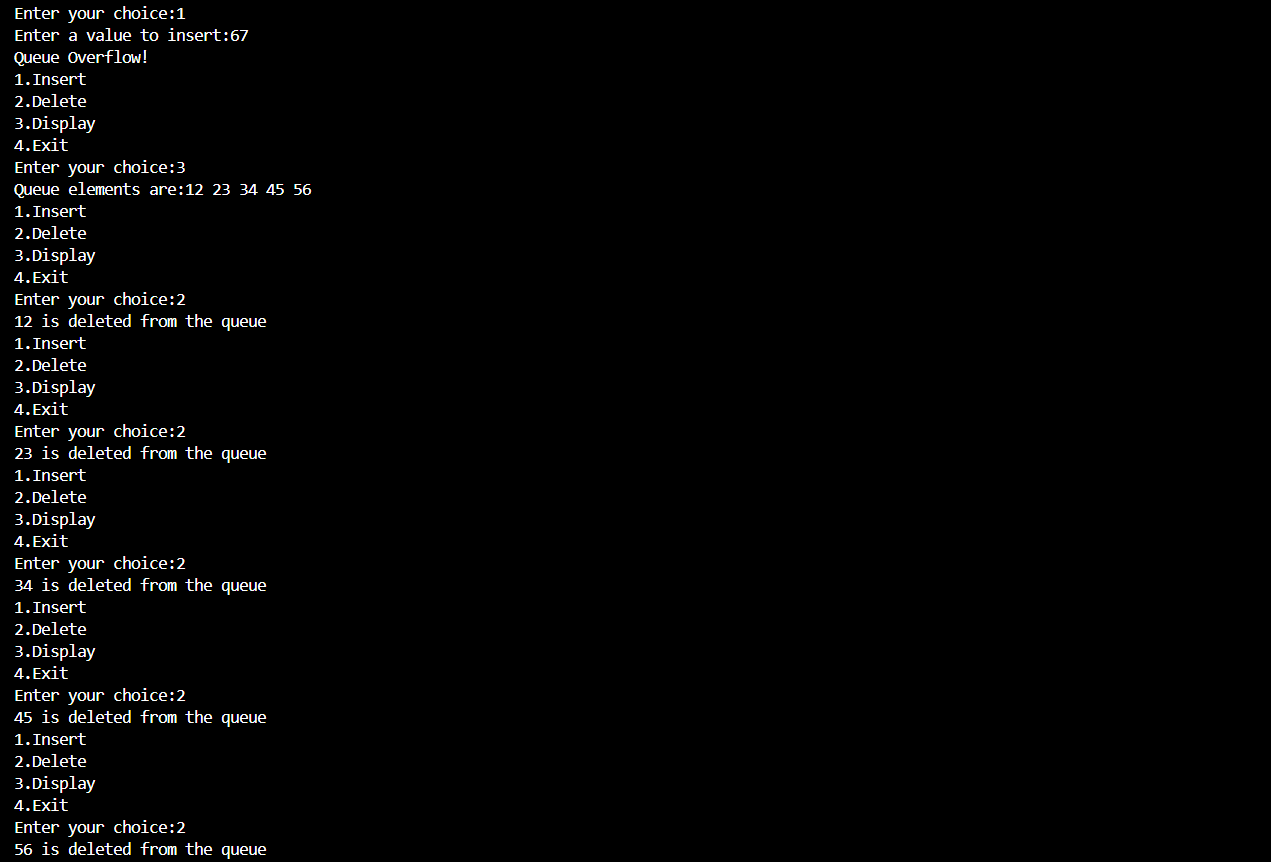 Enter your choice:1
Enter a value to insert:67
Queue Overflow!
1.Insert
2.Delete
3.Display
4.Exit
Enter your choice:3
Queue elements are:12 23 34 45 56
1.Insert
2.Delete
3.Display
4.Exit
Enter your choice:2
12 is deleted from the queue
1.Insert
2.Delete
3.Display
4.Exit
Enter your choice:2
23 is deleted from the queue
1.Insert
2.Delete
3.Display
4.Exit
Enter your choice:2
34 is deleted from the queue
1.Insert
2.Delete
3.Display
4.Exit
Enter your choice:2
45 is deleted from the queue
1.Insert
2.Delete
3.Display
4.Exit
Enter your choice:2
56 is deleted from the queue